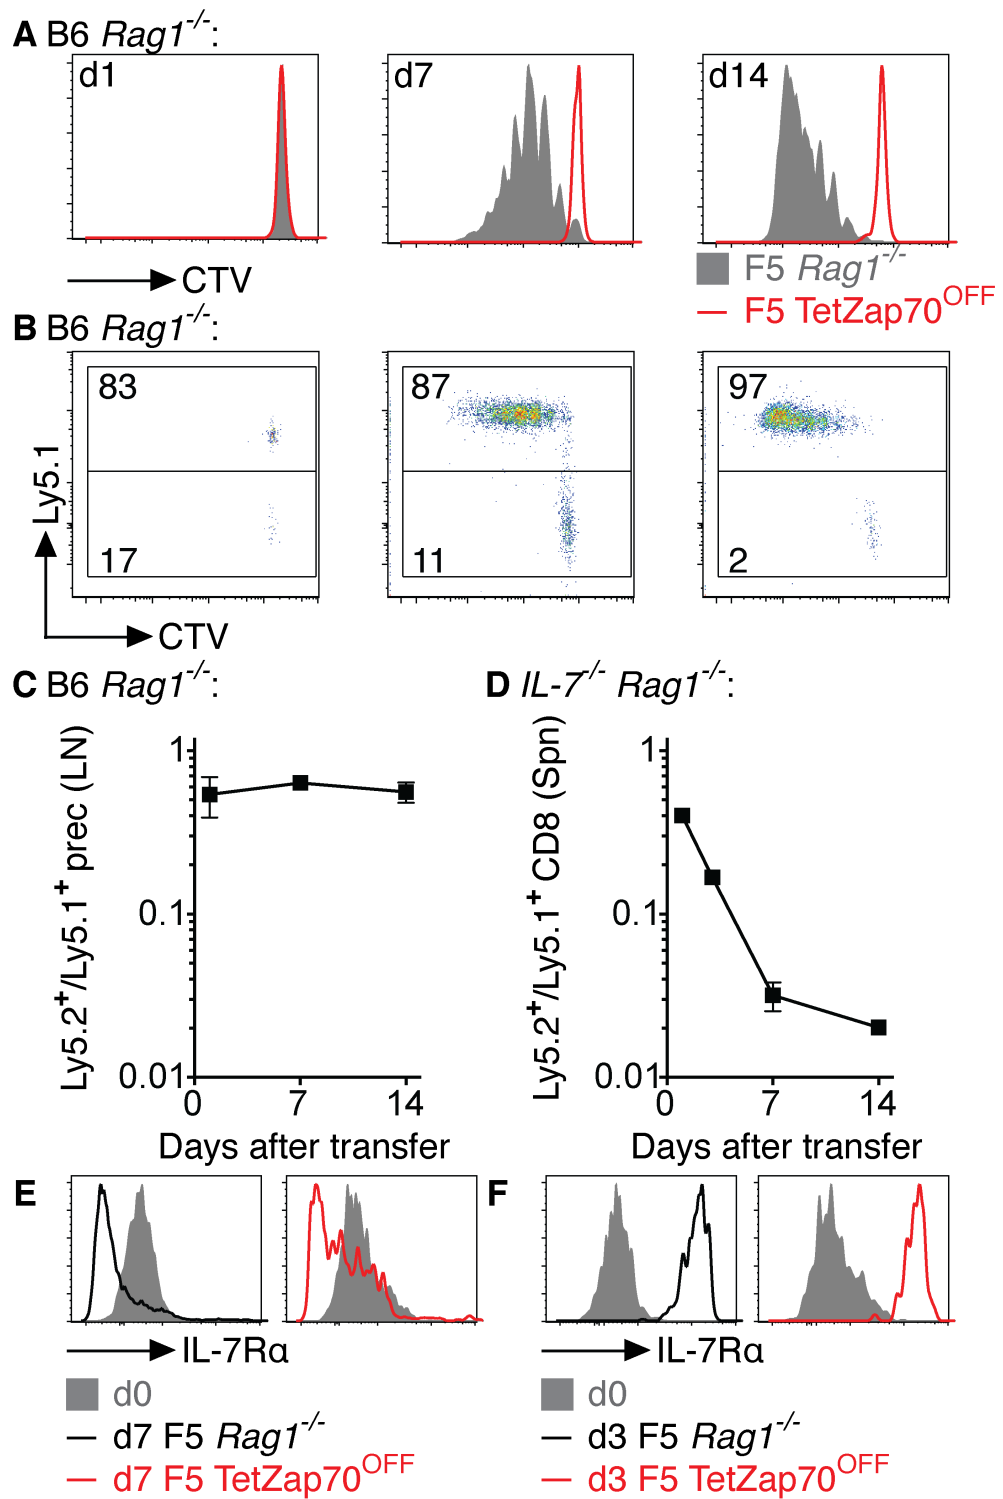 A B6 Rag1-/-:
d1
d7
d14
CTV
F5 Rag1-/-
F5 TetZap70OFF
B B6 Rag1-/-:
83
87
97
17
11
2
Ly5.1
CTV
C B6 Rag1-/-:
D IL-7-/- Rag1-/-:
Ly5.2+/Ly5.1+ prec (LN)
1
0.1
0.01
0 7 14
Days after transfer
Ly5.2+/Ly5.1+ CD8 (Spn)
1
0.1
0.01
0 7 14
Days after transfer
E
F
IL-7Rα
IL-7Rα
d0
d7 F5 Rag1-/-
d7 F5 TetZap70OFF
d0
d3 F5 Rag1-/-
d3 F5 TetZap70OFF